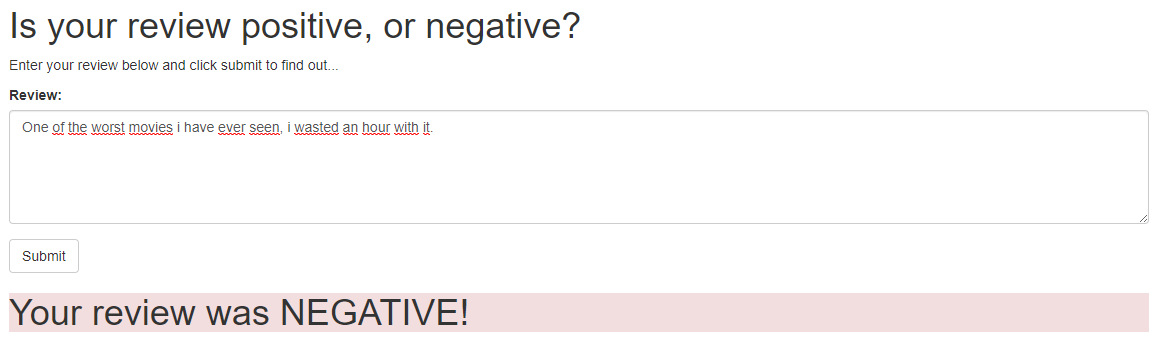 Is your review positive, or negative?
Enter your review below and click submit to find out...
Review:
One of the worst movies i have ever seen, i wasted an hour with it.
Submit
Your review was NEGATIVE!